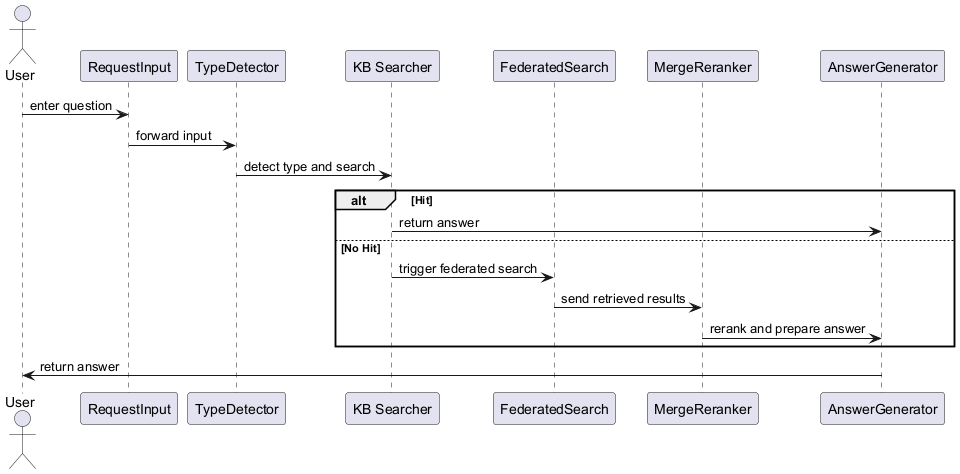 User
RequestInput
TypeDetector
KB Searcher
FederatedSearch
MergeReranker
AnswerGenerator
enter question
forward input
detect type and search
alt [Hit]
return answer
[No Hit]
trigger federated search
send retrieved results
rerank and prepare answer
return answer
User
RequestInput
TypeDetector
KB Searcher
FederatedSearch
MergeReranker
AnswerGenerator